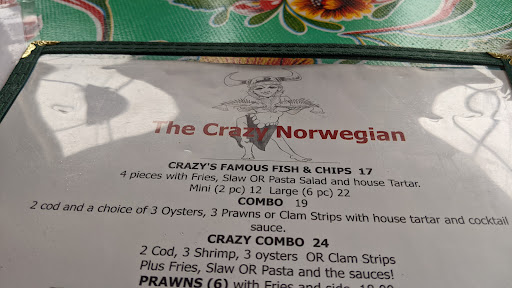 The Crazy Norwegian
CRAZY'S FAMOUS FISH & CHIPS 17
4 pieces with Fries, Slaw OR Pasta Salad and house Tartar.
Mini (2 pc) 12 Large (6 pc) 22
COMBO 19
2 cod and a choice of 3 Oysters, 3 Prawns or Clam Strips with house tartar and cocktail
sauce.
CRAZY COMBO 24
2 Cod, 3 Shrimp, 3 oysters OR Clam Strips
Plus Fries, Slaw OR Pasta and the sauces!
PRAWNS (6) with Fries and side 18.00